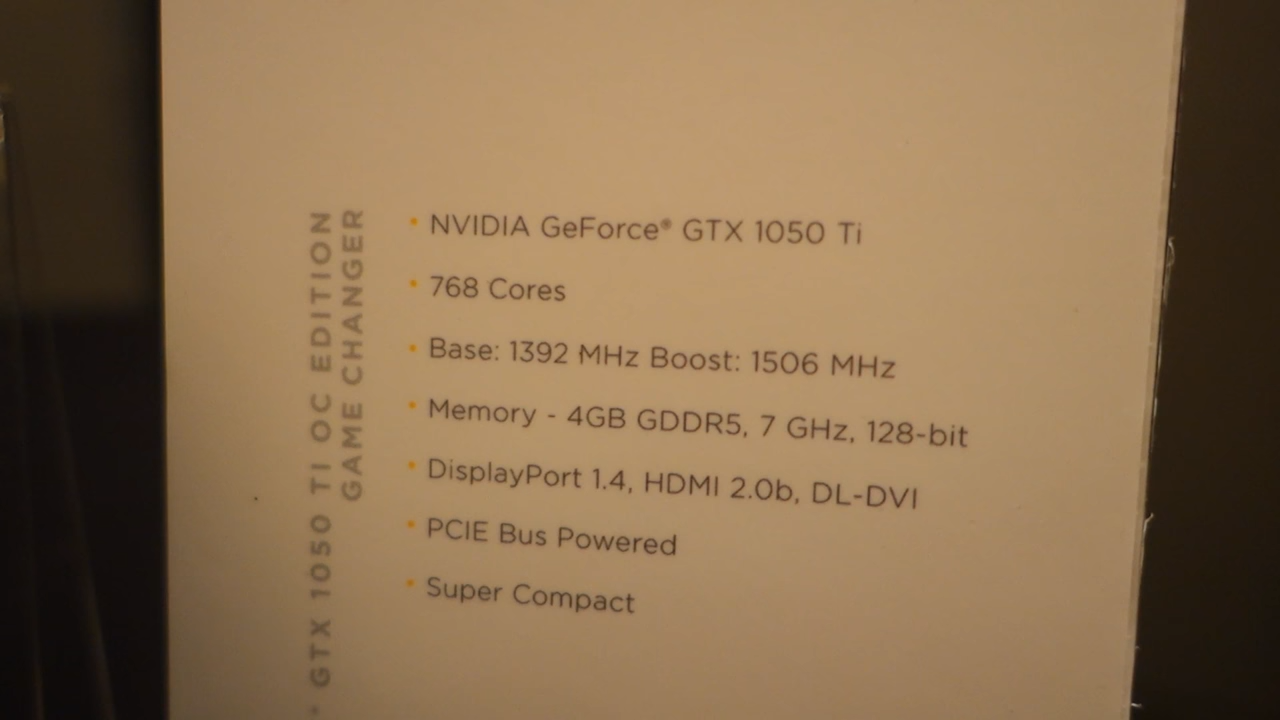 GTX 1050 TI OC EDITION
GAME CHANGER
• NVIDIA GeForce® GTX 1050 Ti
• 768 Cores
• Base: 1392 MHz Boost: 1506 MHz
• Memory - 4GB GDDR5, 7 GHz, 128-bit
• DisplayPort 1.4, HDMI 2.0b, DL-DVI
• PCIE Bus Powered
• Super Compact